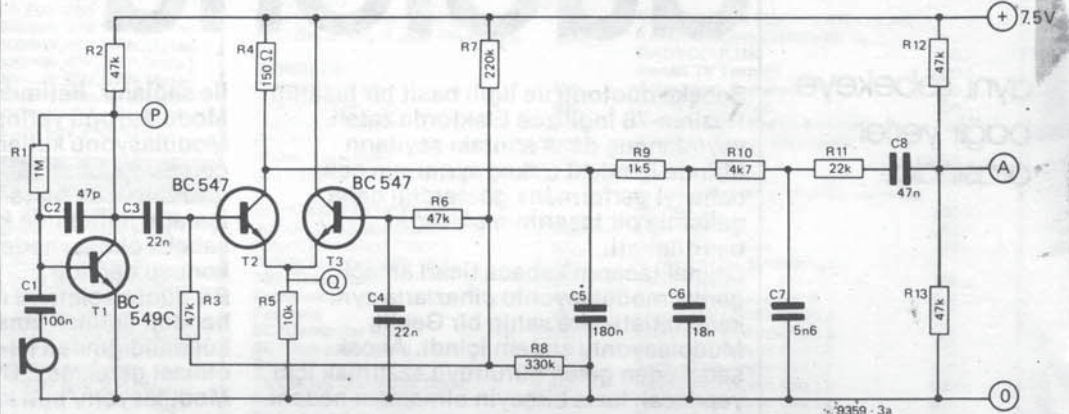 + 7.5V
R2
47k
R4
150Ω
R7
220k
R12
47k
P
R1
1M
R9
1k5
R10
4k7
R11
22k
C8
47n
A
C2
47p
C3
22n
BC 547
BC 547
R6
47k
T2
T3
Q
BC
549C
T1
C1
100n
R3
47k
R5
10k
C4
22n
C5
180n
C6
18n
C7
5n6
R13
47k
R8
330k
0
9359 - 3a